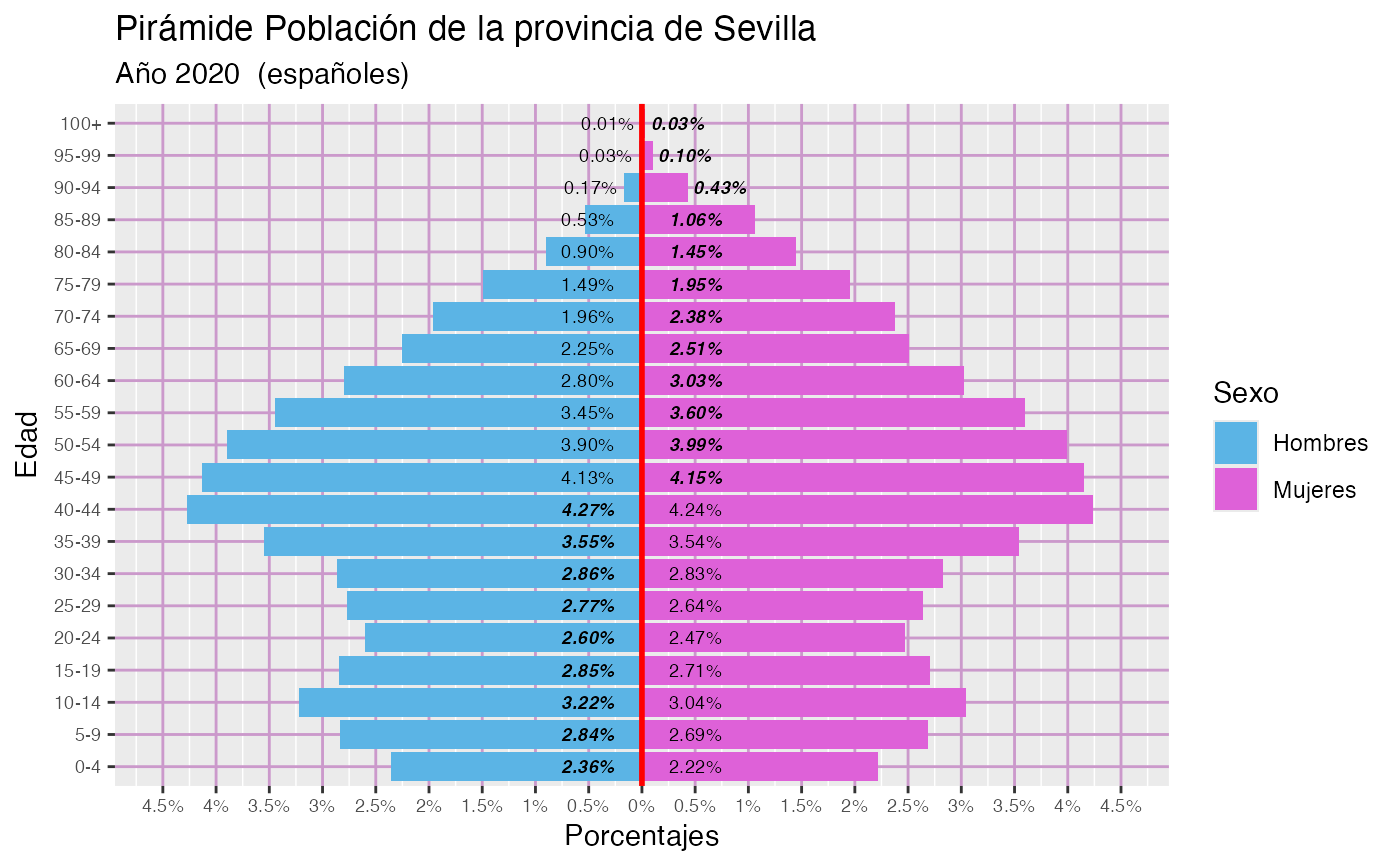 Pirámide Población de la provincia de Sevilla
Año 2020  (españoles)
100+ 0.01% 0.03%
95-99 0.03% 0.10%
90-94 0.17% 0.43%
85-89 0.53% 1.06%
80-84 0.90% 1.45%
75-79 1.49% 1.95%
70-74 1.96% 2.38%
65-69 2.25% 2.51%
60-64 2.80% 3.03%
55-59 3.45% 3.60%
50-54 3.90% 3.99%
45-49 4.13% 4.15%
40-44 4.27% 4.24%
35-39 3.55% 3.54%
30-34 2.86% 2.83%
25-29 2.77% 2.64%
20-24 2.60% 2.47%
15-19 2.85% 2.71%
10-14 3.22% 3.04%
5-9 2.84% 2.69%
0-4 2.36% 2.22%
4.5% 4% 3.5% 3% 2.5% 2% 1.5% 1% 0.5% 0% 0.5% 1% 1.5% 2% 2.5% 3% 3.5% 4% 4.5%
Porcentajes
Edad
Sexo
Hombres
Mujeres